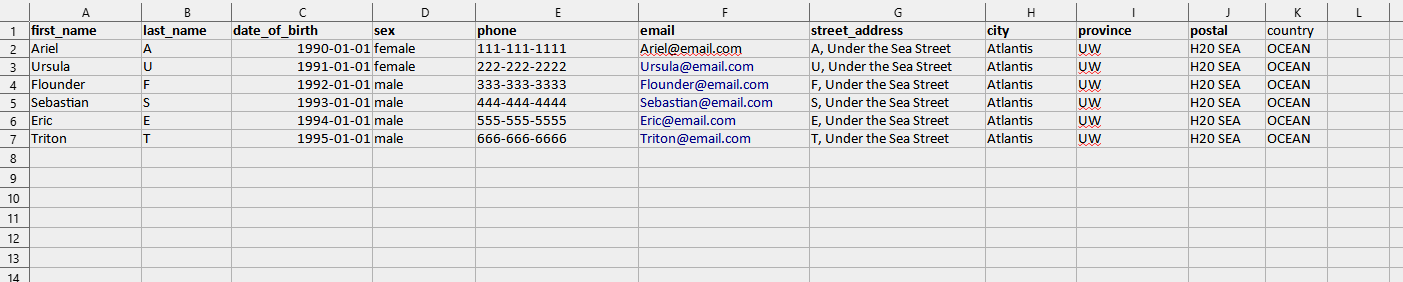 A B C D E F G H I J K L
1 first_name last_name date_of_birth sex phone email street_address city province postal country
2 Ariel A 1990-01-01 female 111-111-1111 Ariel@email.com A, Under the Sea Street Atlantis UW H20 SEA OCEAN
3 Ursula U 1991-01-01 female 222-222-2222 Ursula@email.com U, Under the Sea Street Atlantis UW H20 SEA OCEAN
4 Flounder F 1992-01-01 male 333-333-3333 Flounder@email.com F, Under the Sea Street Atlantis UW H20 SEA OCEAN
5 Sebastian S 1993-01-01 male 444-444-4444 Sebastian@email.com S, Under the Sea Street Atlantis UW H20 SEA OCEAN
6 Eric E 1994-01-01 male 555-555-5555 Eric@email.com E, Under the Sea Street Atlantis UW H20 SEA OCEAN
7 Triton T 1995-01-01 male 666-666-6666 Triton@email.com T, Under the Sea Street Atlantis UW H20 SEA OCEAN
8
9
10
11
12
13
14